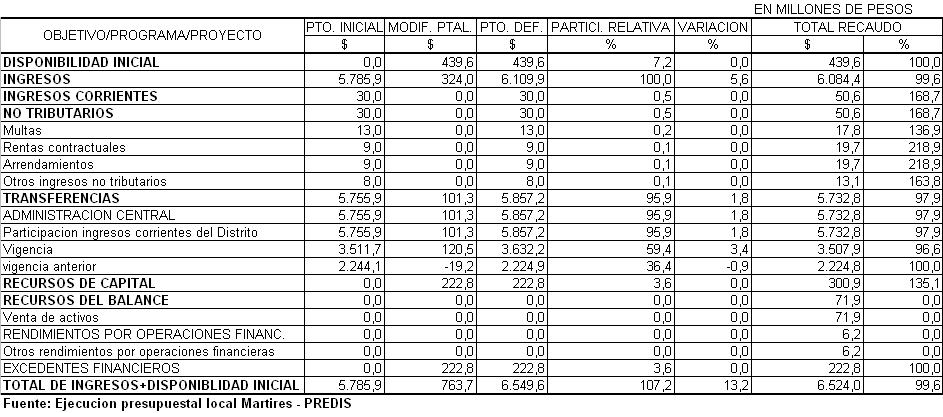 EN MILLONES DE PESOS
OBJETIVO/PROGRAMA/PROYECTO PTO. INICIAL MODIF. PTAL. PTO. DEF. PARTICI. RELATIVA VARIACION TOTAL RECAUDO
$ $ $ % % $ %
DISPONIBILIDAD INICIAL 0,0 439,6 439,6 7,2 0,0 439,6 100,0
INGRESOS 5.785,9 324,0 6.109,9 100,0 5,6 6.084,4 99,6
INGRESOS CORRIENTES 30,0 0,0 30,0 0,5 0,0 50,6 168,7
NO TRIBUTARIOS 30,0 0,0 30,0 0,5 0,0 50,6 168,7
Multas 13,0 0,0 13,0 0,2 0,0 17,8 136,9
Rentas contractuales 9,0 0,0 9,0 0,1 0,0 19,7 218,9
Arrendamientos 9,0 0,0 9,0 0,1 0,0 19,7 218,9
Otros ingresos no tributarios 8,0 0,0 8,0 0,1 0,0 13,1 163,8
TRANSFERENCIAS 5.755,9 101,3 5.857,2 95,9 1,8 5.732,8 97,9
ADMINISTRACION CENTRAL 5.755,9 101,3 5.857,2 95,9 1,8 5.732,8 97,9
Participacion ingresos corrientes del Distrito 5.755,9 101,3 5.857,2 95,9 1,8 5.732,8 97,9
Vigencia 3.511,7 120,5 3.632,2 59,4 3,4 3.507,9 96,6
vigencia anterior 2.244,1 -19,2 2.224,9 36,4 -0,9 2.224,8 100,0
RECURSOS DE CAPITAL 0,0 222,8 222,8 3,6 0,0 300,9 135,1
RECURSOS DEL BALANCE 0,0 0,0 0,0 0,0 0,0 71,9 0,0
Venta de activos 0,0 0,0 0,0 0,0 0,0 71,9 0,0
RENDIMIENTOS POR OPERACIONES FINANC. 0,0 0,0 0,0 0,0 0,0 6,2 0,0
Otros rendimientos por operaciones financieras 0,0 0,0 0,0 0,0 0,0 6,2 0,0
EXCEDENTES FINANCIEROS 0,0 222,8 222,8 3,6 0,0 222,8 100,0
TOTAL DE INGRESOS+DISPONIBLIDAD INICIAL 5.785,9 763,7 6.549,6 107,2 13,2 6.524,0 99,6
Fuente: Ejecucion presupuestal local Martires - PREDIS